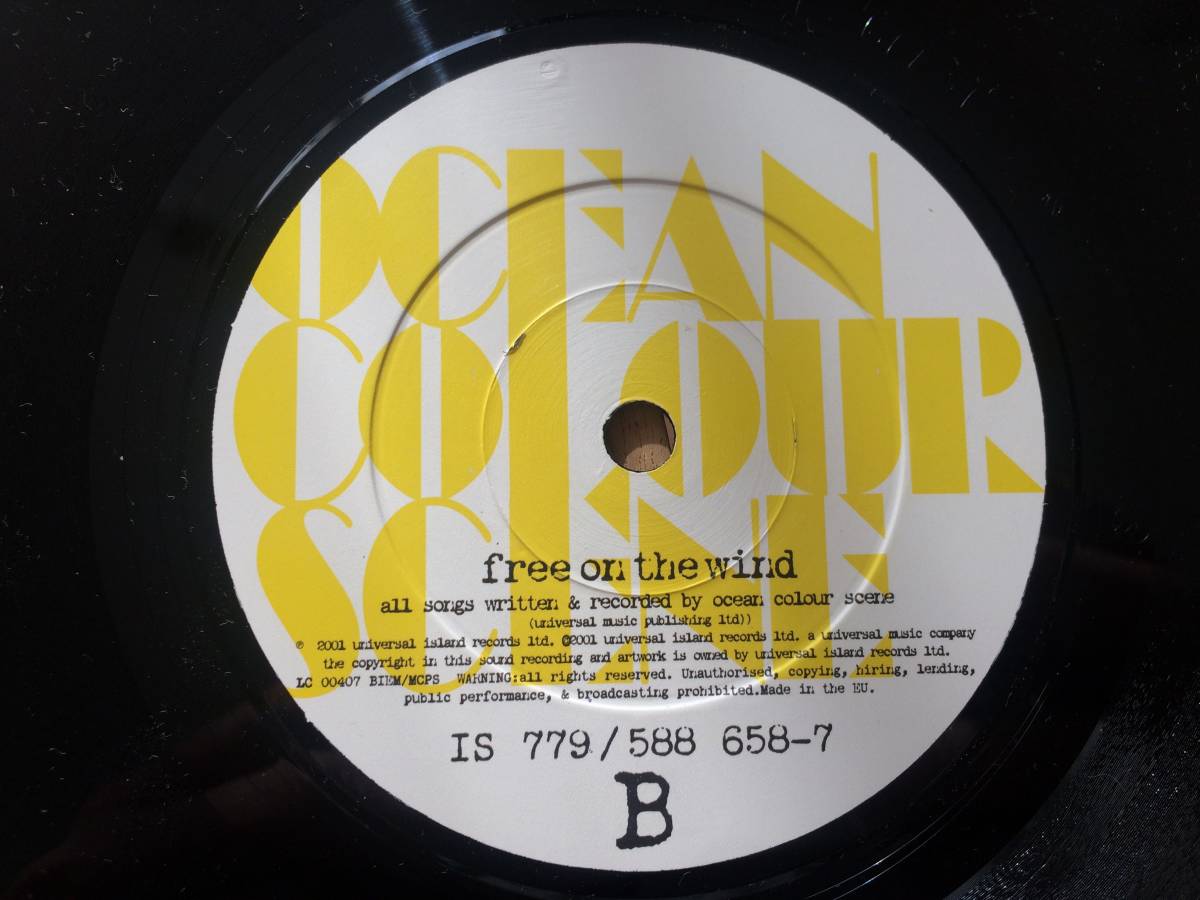 OCEAN
COLOUR
SCENE
free on the wind
all songs written & recorded by ocean colour scene
(universal music publishing ltd))
℗ 2001 universal island records ltd. ©2001 universal island records ltd. a universal music company
the copyright in this sound recording and artwork is owned by universal island records ltd.
LC 00407 BIEM/MCPS WARNING:all rights reserved. Unauthorised, copying, hiring, lending,
public performance, & broadcasting prohibited.Made in the EU.
IS 779/588 658-7
B